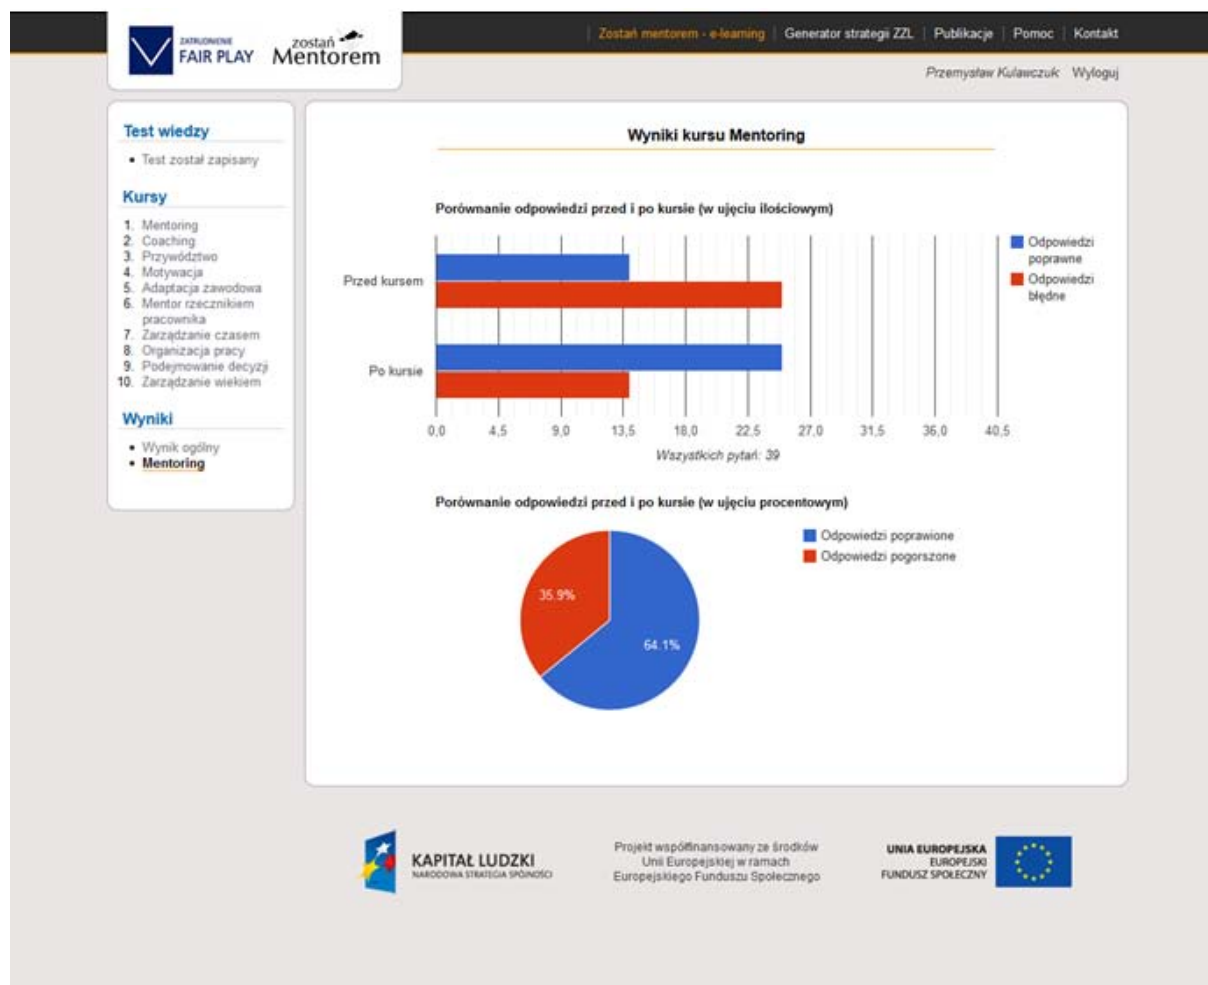 ZATRUDNIENIE
FAIR PLAY
zostań
Mentorem
Zostań mentorem - e-learning | Generator strategii ZZL | Publikacje | Pomoc | Kontakt
Przemysław Kulawczuk Wyloguj
Test wiedzy
• Test został zapisany
Kursy
1. Mentoring
2. Coaching
3. Przywództwo
4. Motywacja
5. Adaptacja zawodowa
6. Mentor rzecznikiem
pracownika
7. Zarządzanie czasem
8. Organizacja pracy
9. Podejmowanie decyzji
10. Zarządzanie wiekiem
Wyniki
• Wynik ogólny
• Mentoring
Wyniki kursu Mentoring
Porównanie odpowiedzi przed i po kursie (w ujęciu ilościowym)
Przed kursem
Po kursie
0,0 4,5 9,0 13,5 18,0 22,5 27,0 31,5 36,0 40,5
Wszystkich pytań: 39
Odpowiedzi
poprawne
Odpowiedzi
błędne
Porównanie odpowiedzi przed i po kursie (w ujęciu procentowym)
35.9%
64.1%
Odpowiedzi poprawione
Odpowiedzi pogorszone
KAPITAŁ LUDZKI
NARODOWA STRATEGIA SPÓJNOŚCI
Projekt współfinansowany ze środków
Unii Europejskiej w ramach
Europejskiego Funduszu Społecznego
UNIA EUROPEJSKA
EUROPEJSKI
FUNDUSZ SPOŁECZNY